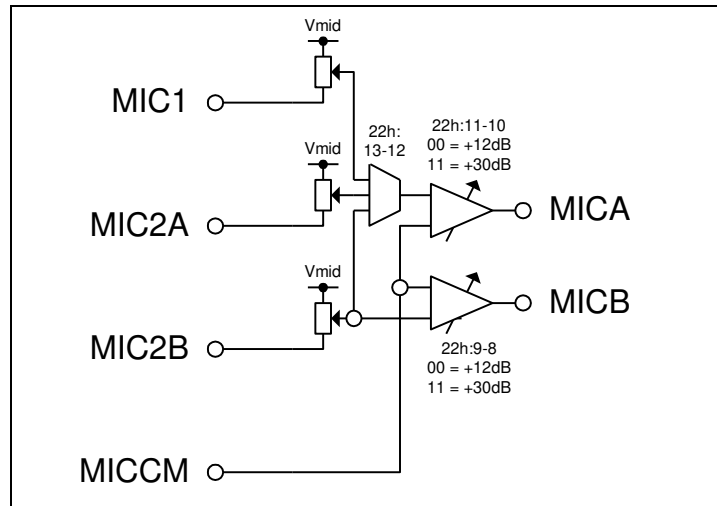 Vmid
MIC1
22h:
13-12
22h:11-10
00 = +12dB
11 = +30dB
Vmid
MIC2A
MICA
Vmid
MIC2B
MICB
22h:9-8
00 = +12dB
11 = +30dB
MICCM